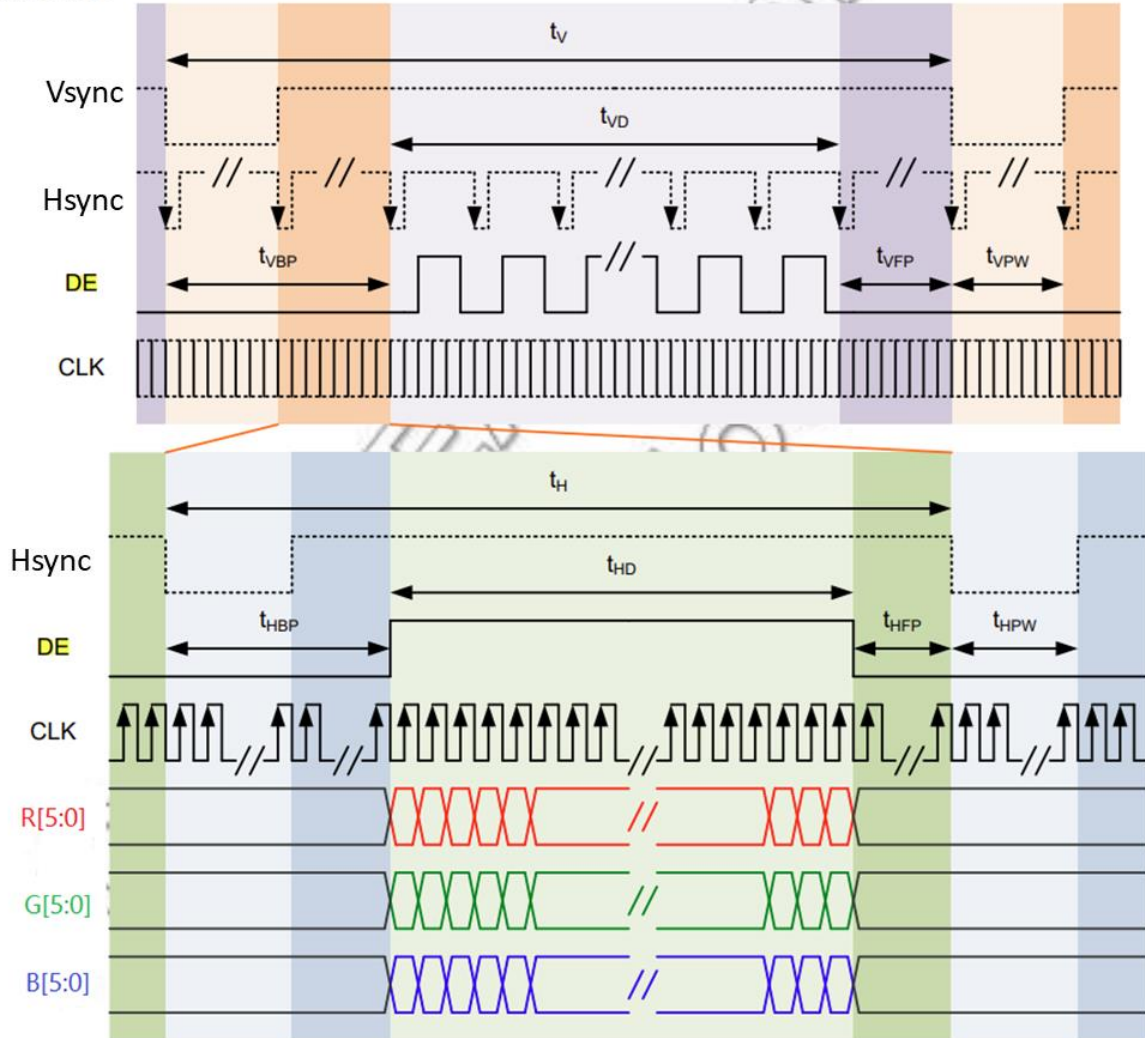 tV
Vsync
tVD
Hsync
tVBP
tVFP
tVPW
DE
CLK
tH
Hsync
tHD
tHBP
tHFP
tHPW
DE
CLK
R[5:0]
G[5:0]
B[5:0]